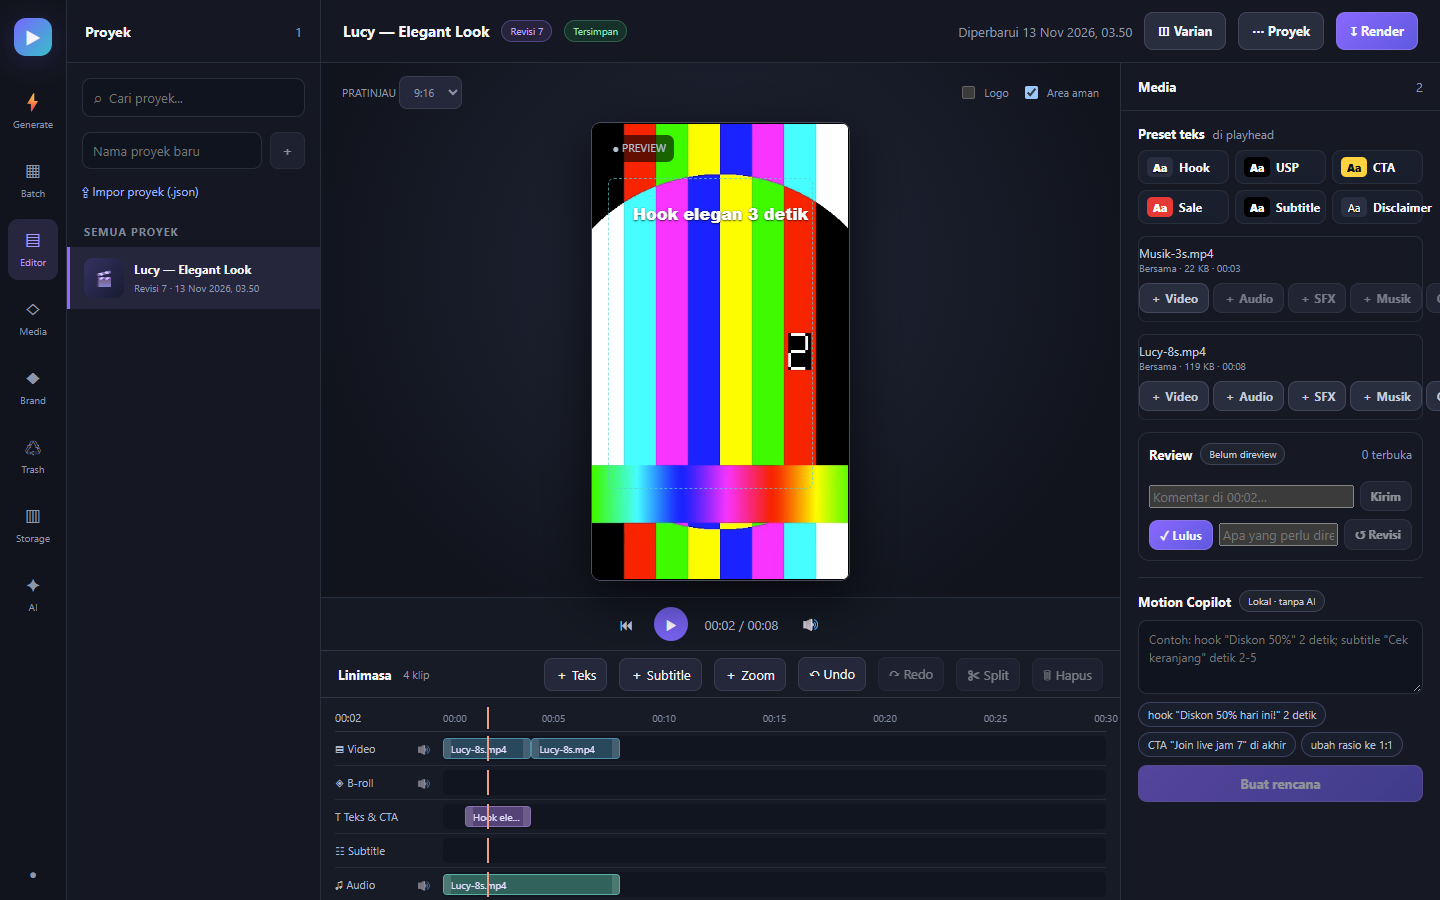 Generate
Batch
Editor
Media
Brand
Trash
Storage
AI
Proyek 1
Cari proyek...
Nama proyek baru +
Impor proyek (.json)
SEMUA PROYEK
Lucy — Elegant Look
Revisi 7 · 13 Nov 2026, 03.50
Lucy — Elegant Look Revisi 7 Tersimpan
Diperbarui 13 Nov 2026, 03.50 Varian ··· Proyek Render
PRATINJAU 9:16 Logo Area aman
● PREVIEW
Hook elegan 3 detik
2
00:02 / 00:08
Linimasa 4 klip + Teks + Subtitle + Zoom ↶ Undo ↷ Redo Split Hapus
00:02 00:00 00:05 00:10 00:15 00:20 00:25 00:30
Video Lucy-8s.mp4 Lucy-8s.mp4
B-roll
T Teks & CTA Hook ele...
Subtitle
♫ Audio Lucy-8s.mp4
Media 2
Preset teks di playhead
Aa Hook Aa USP Aa CTA
Aa Sale Aa Subtitle Aa Disclaimer
Musik-3s.mp4
Bersama · 22 KB · 00:03
+ Video + Audio + SFX + Musik
Lucy-8s.mp4
Bersama · 119 KB · 00:08
+ Video + Audio + SFX + Musik
Review Belum direview 0 terbuka
Komentar di 00:02... Kirim
✓ Lulus Apa yang perlu dire ↺ Revisi
Motion Copilot Lokal · tanpa AI
Contoh: hook "Diskon 50%" 2 detik; subtitle "Cek
keranjang" detik 2-5
hook "Diskon 50% hari ini!" 2 detik
CTA "Join live jam 7" di akhir ubah rasio ke 1:1
Buat rencana